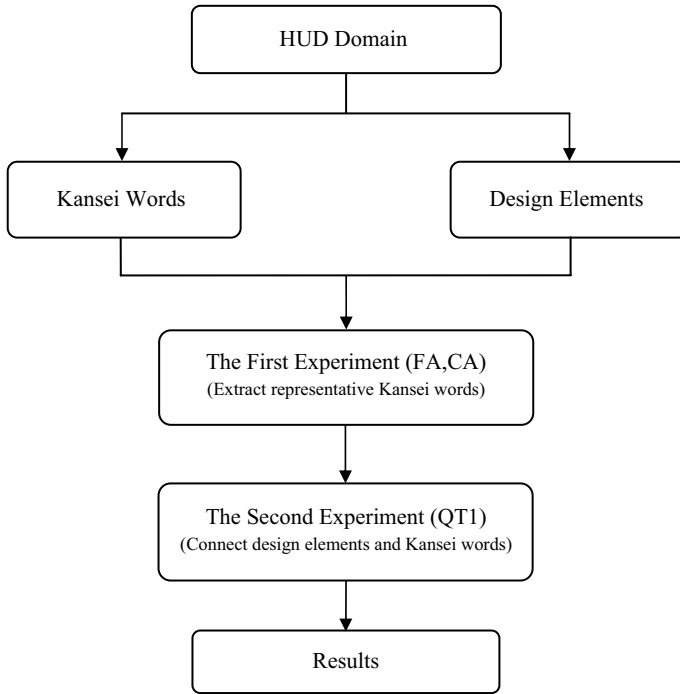 HUD Domain
Kansei Words
Design Elements
The First Experiment (FA,CA)
(Extract representative Kansei words)
The Second Experiment (QT1)
(Connect design elements and Kansei words)
Results